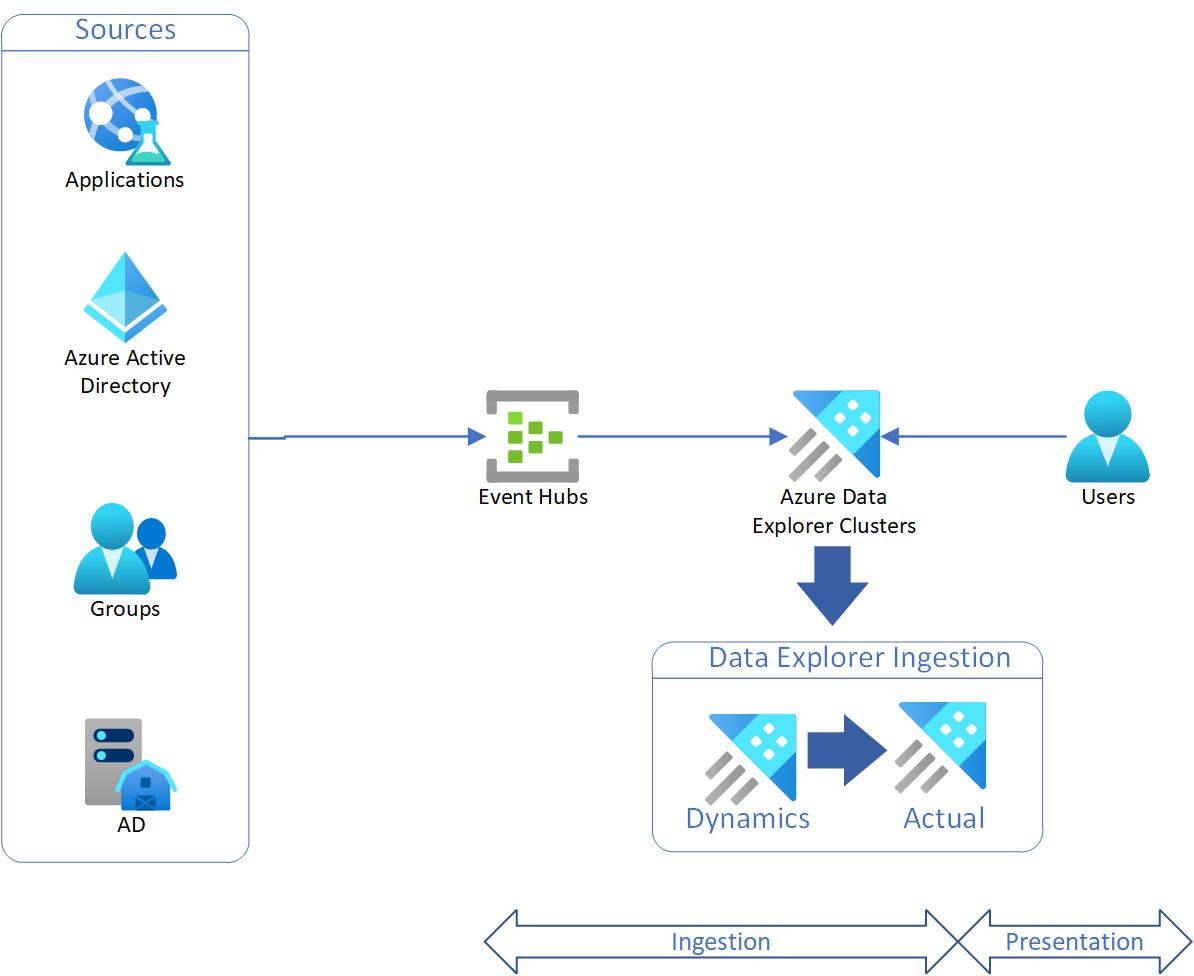 Sources
Applications
Azure Active
Directory
Groups
AD
Event Hubs
Azure Data
Explorer Clusters
Users
Data Explorer Ingestion
Dynamics
Actual
Ingestion
Presentation